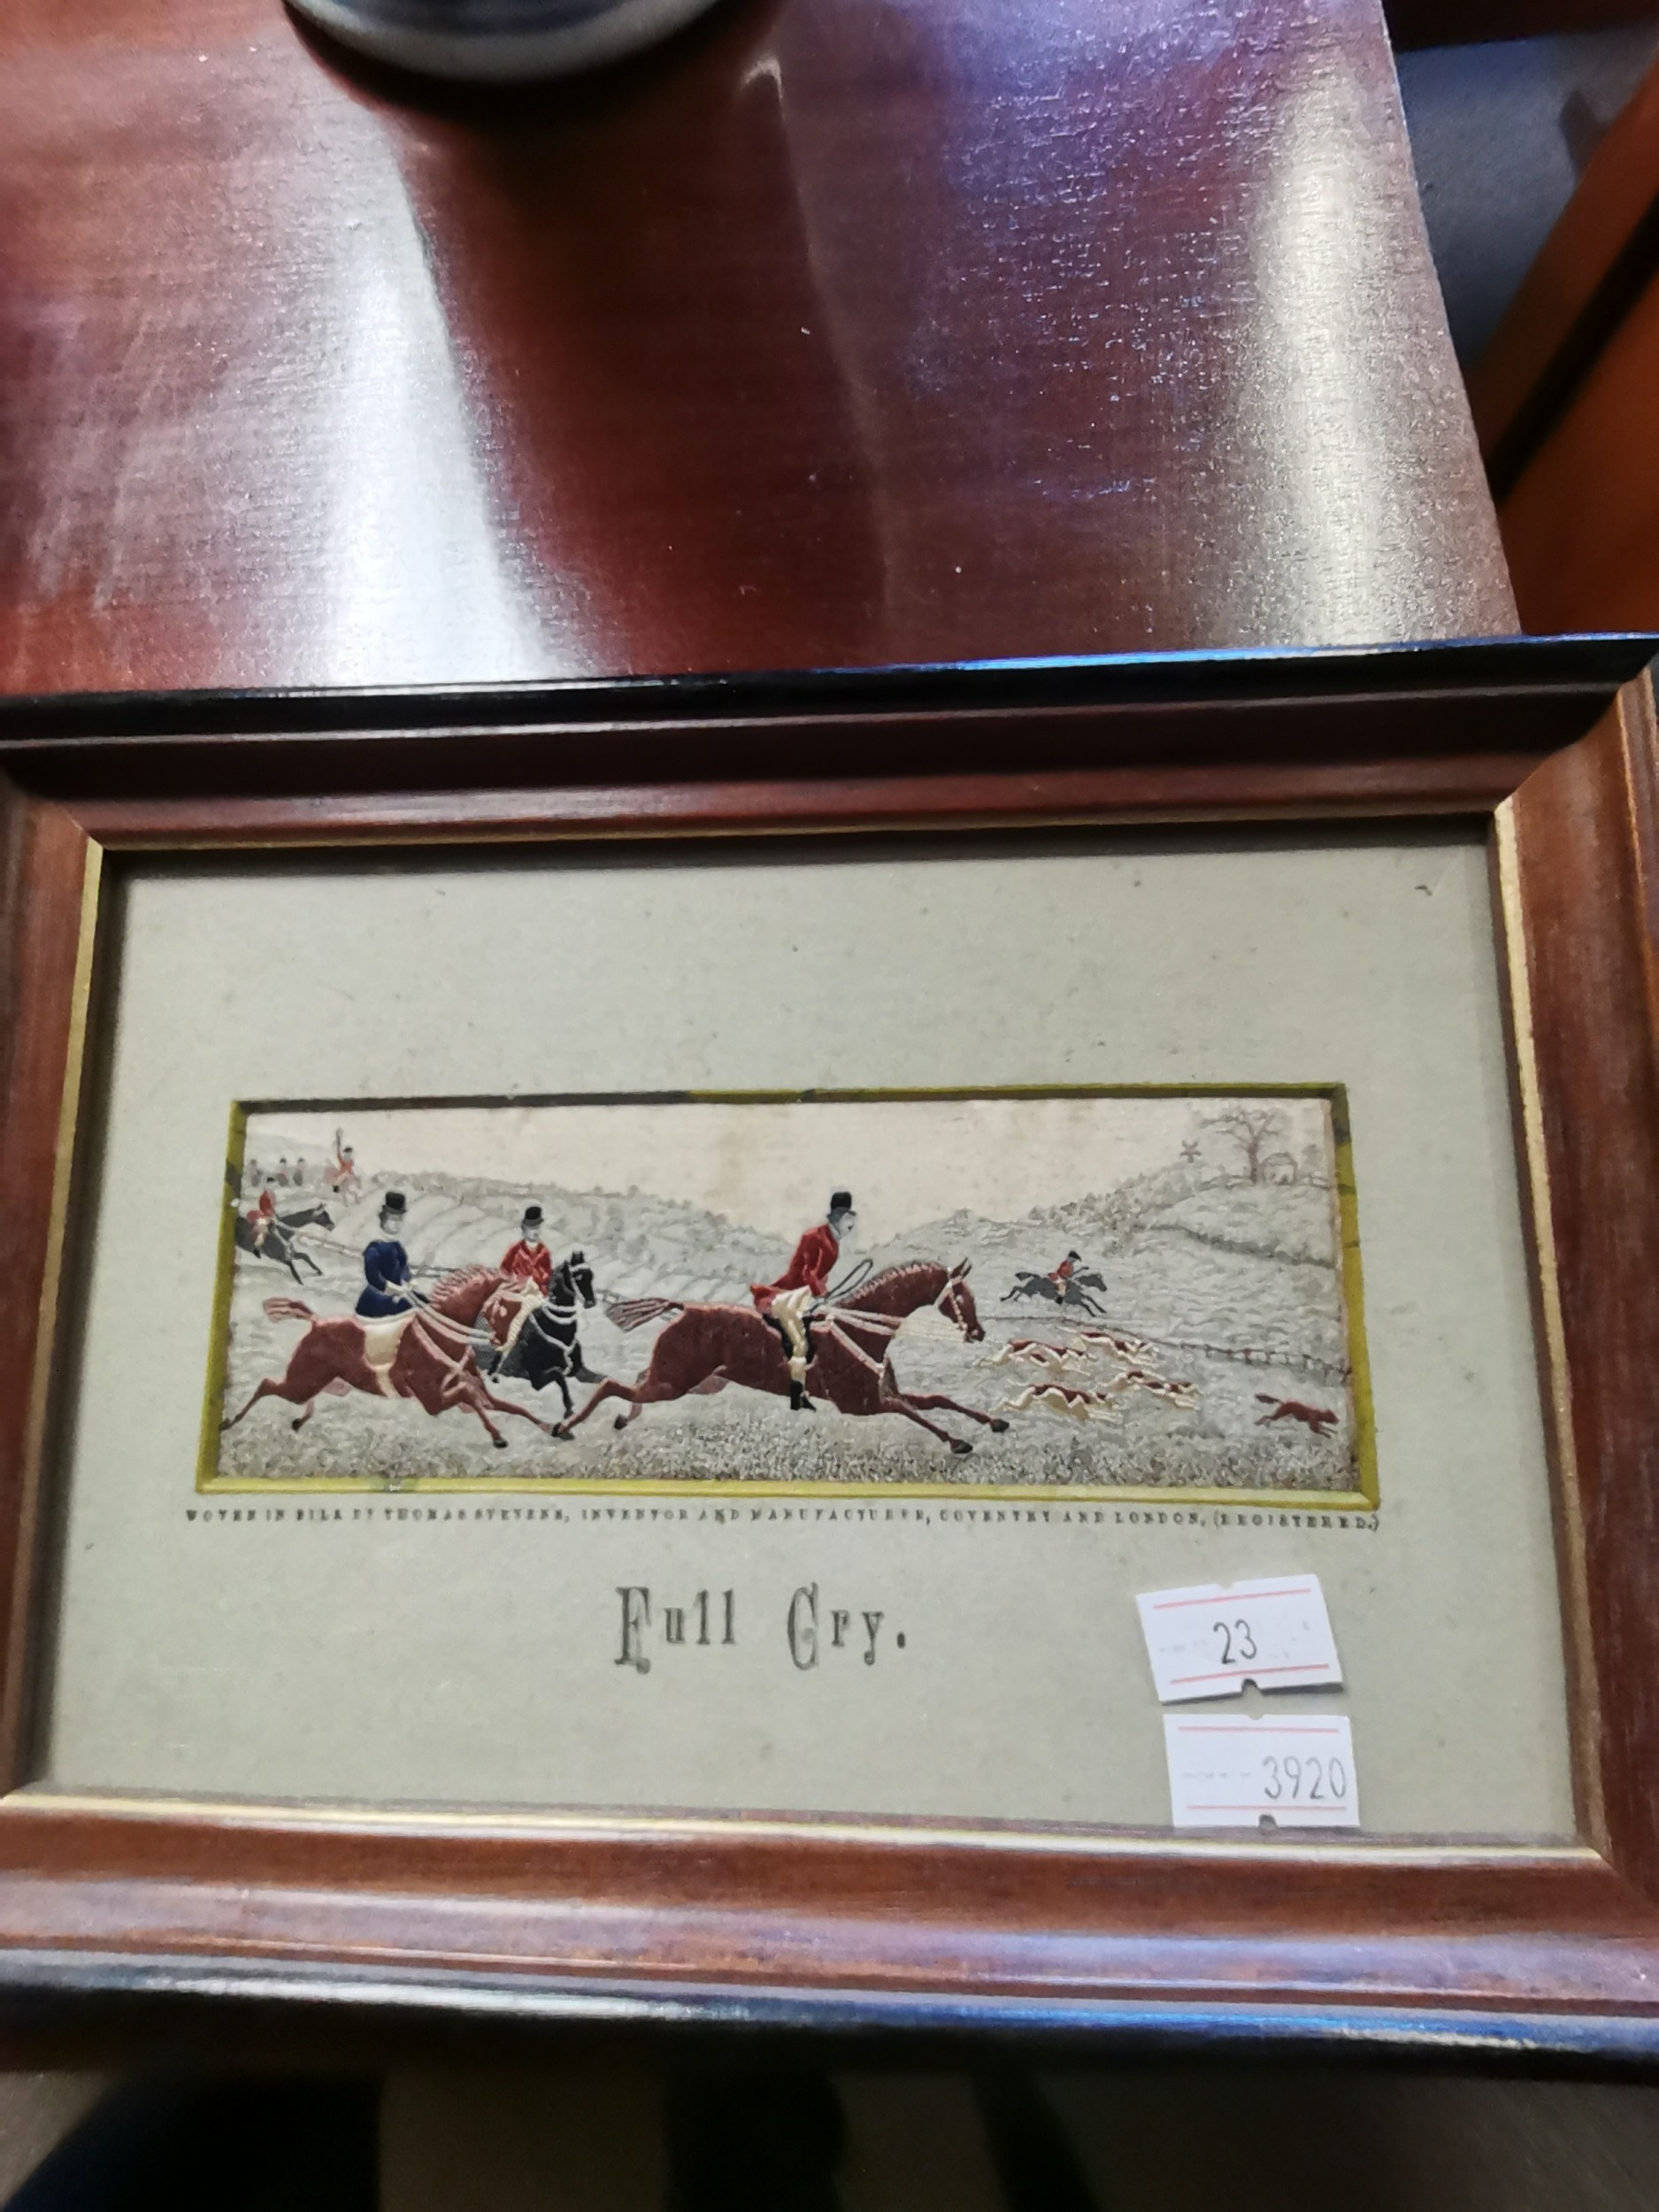 WOVEN IN SILK BY THOMAS STEVENS, INVENTOR AND MANUFACTURER, COVENTRY AND LONDON, (REGISTERED.)
Full Cry.
23
3920